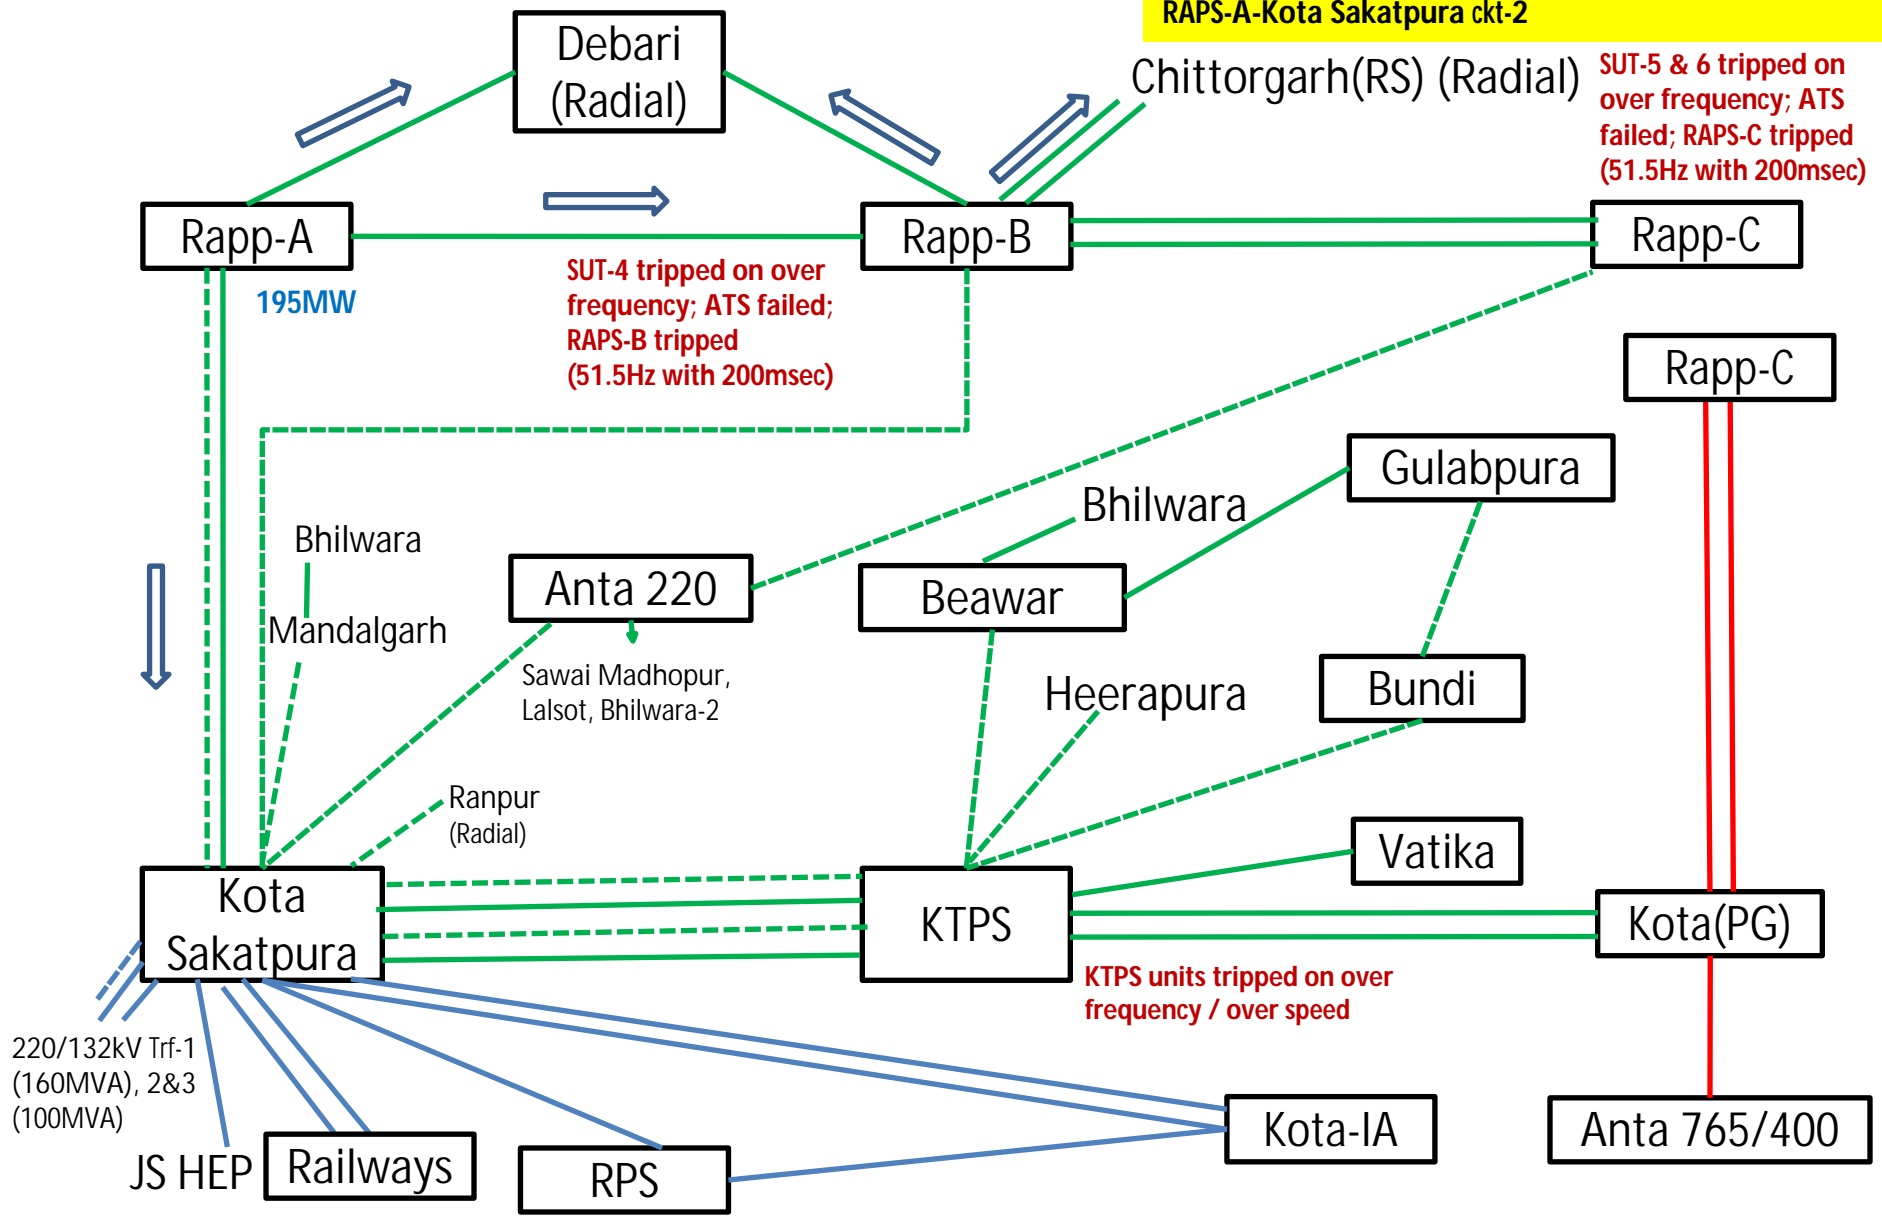 RAPS-A-Kota Sakatpura ckt-2
Debari
(Radial)
Chittorgarh(RS) (Radial)
SUT-5 & 6 tripped on
over frequency; ATS
failed; RAPS-C tripped
(51.5Hz with 200msec)
Rapp-A
Rapp-B
Rapp-C
195MW
SUT-4 tripped on over
frequency; ATS failed;
RAPS-B tripped
(51.5Hz with 200msec)
Rapp-C
Gulabpura
Bhilwara
Bhilwara
Anta 220
Beawar
Mandalgarh
Sawai Madhopur,
Lalsot, Bhilwara-2
Heerapura
Bundi
Ranpur
(Radial)
Vatika
Kota
Sakatpura
KTPS
Kota(PG)
KTPS units tripped on over
frequency / over speed
220/132kV Trf-1
(160MVA), 2&3
(100MVA)
JS HEP
Railways
RPS
Kota-IA
Anta 765/400